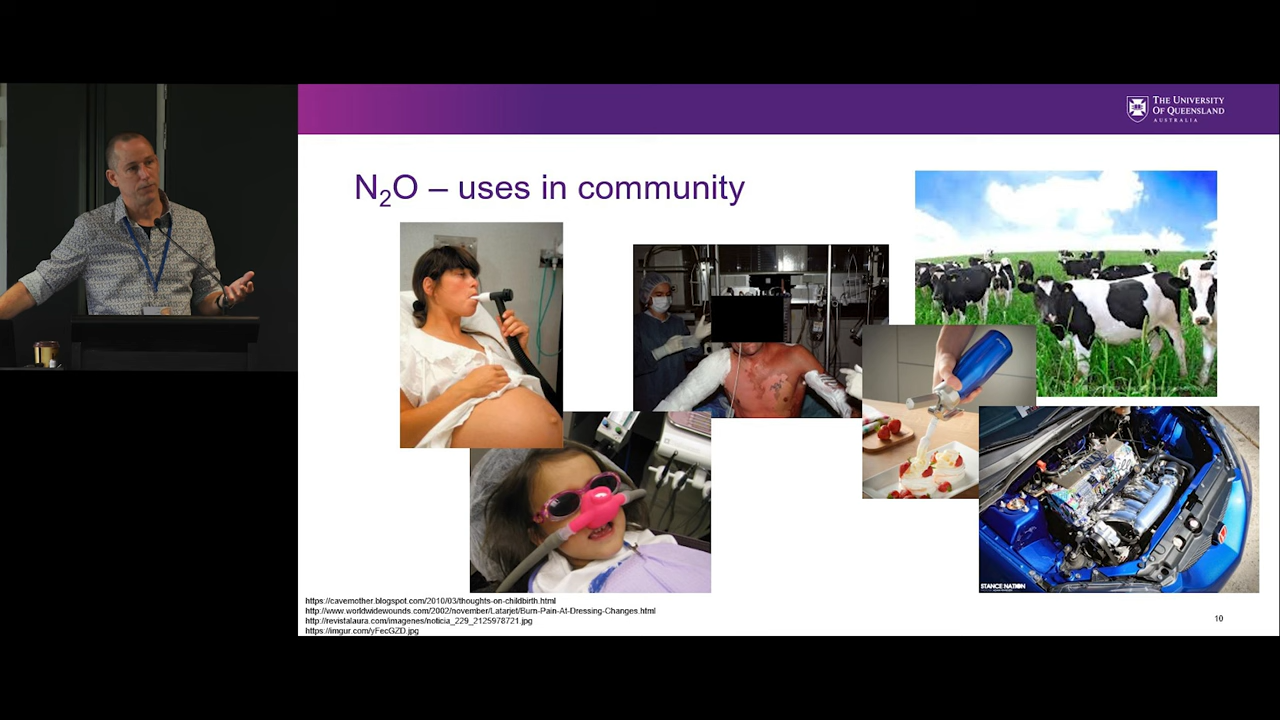 THE UNIVERSITY
OF QUEENSLAND
AUSTRALIA
N₂O – uses in community
STANCE|NATION
https://cavemother.blogspot.com/2010/03/thoughts-on-childbirth.html
http://www.worldwidewounds.com/2002/november/Latarjet/Burn-Pain-At-Dressing-Changes.html
http://revistalaura.com/imagenes/noticia_229_2125978721.jpg
https://imgur.com/yFecGZD.jpg
10